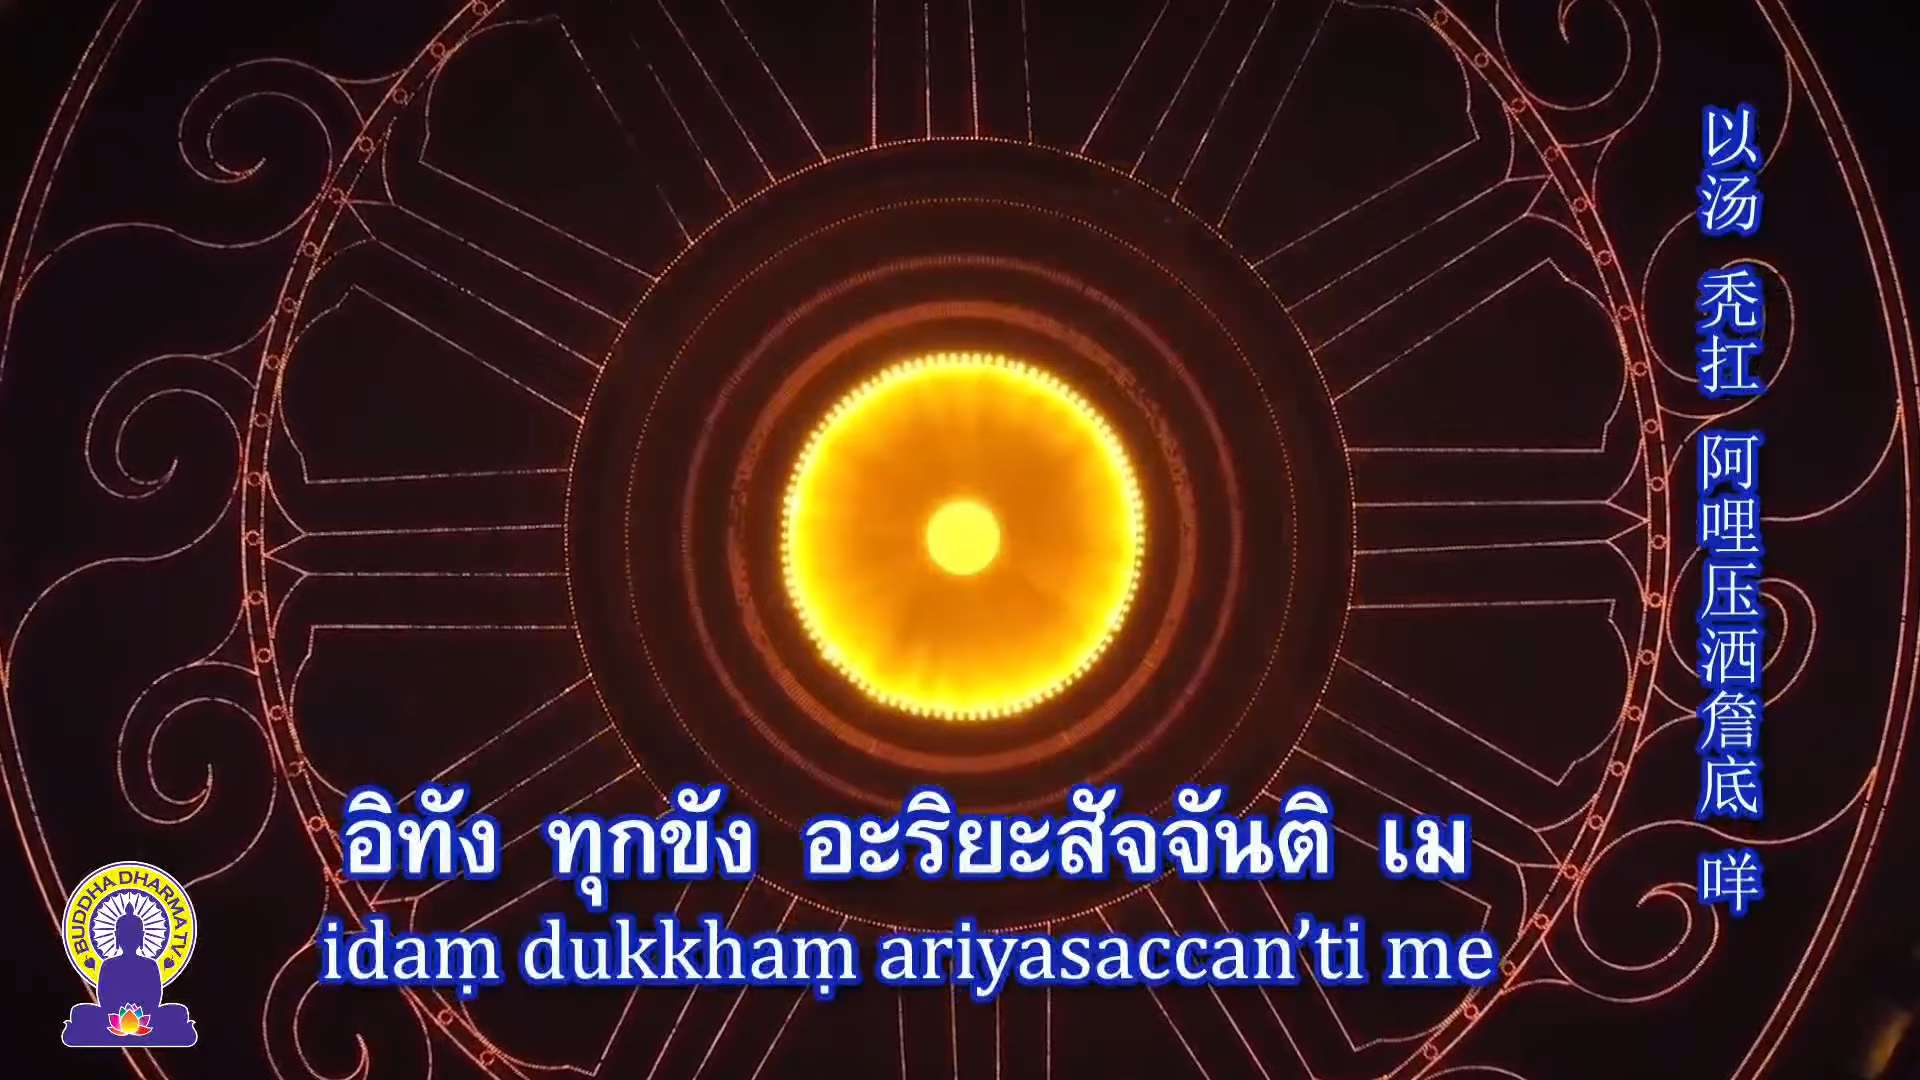 以汤 秃扛 阿哩压洒詹底 咩
อิทัง ทุกขัง อะริยะสัจจันติ เม
idaṃ dukkhaṃ ariyasaccan’ti me
BUDDHA DHARMA TV